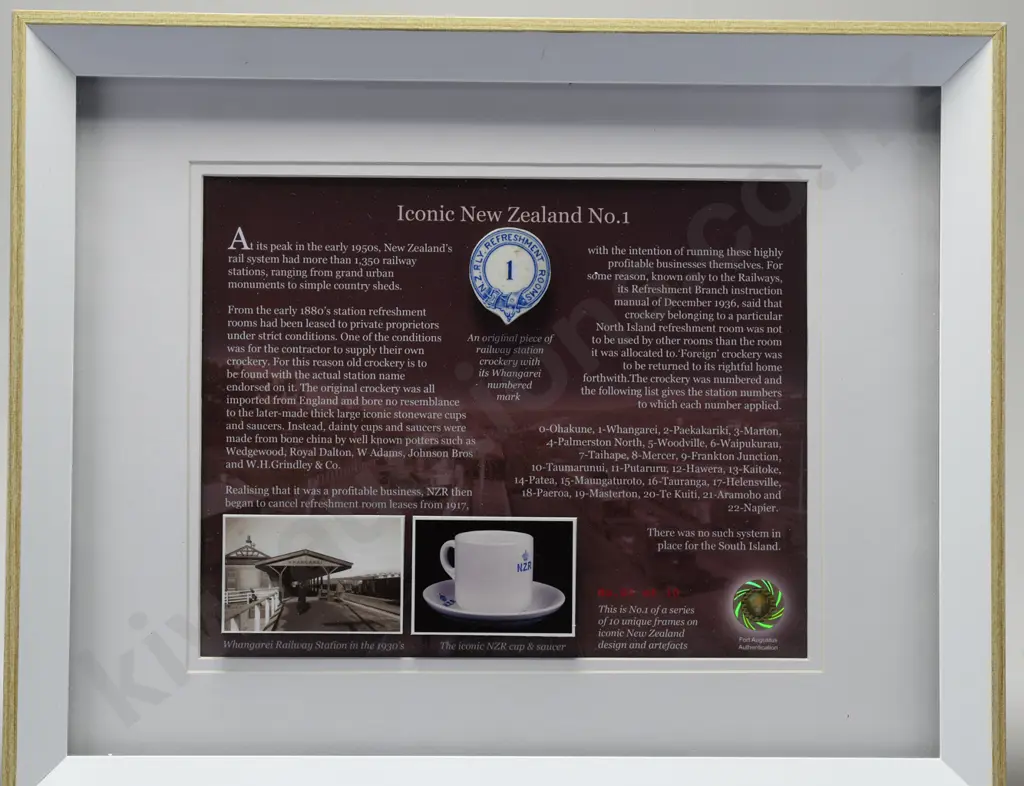 Iconic New Zealand No.1
At its peak in the early 1950s, New Zealand's
rail system had more than 1,350 railway
stations, ranging from grand urban
monuments to simple country sheds.
From the early 1880's station refreshment
rooms had been leased to private proprietors
under strict conditions. One of the conditions
was for the contractor to supply their own
crockery. For this reason old crockery is to
be found with the actual station name
endorsed on it. The original crockery was all
imported from England and bore no resemblance
to the later-made thick large iconic stoneware cups
and saucers. Instead, dainty cups and saucers were
made from bone china by well known potters such as
Wedgewood, Royal Dalton, W Adams, Johnson Bros
and W.H.Grindley & Co.
Realising that it was a profitable business, NZR then
began to cancel refreshment room leases from 1917,
N.Z.RLY REFRESHMENT ROOMS
1
An original piece of
railway station
crockery with
its Whangarei
numbered
mark
with the intention of running these highly
profitable businesses themselves. For
some reason, known only to the Railways,
its Refreshment Branch instruction
manual of December 1936, said that
crockery belonging to a particular
North Island refreshment room was not
to be used by other rooms than the room
it was allocated to.'Foreign' crockery was
to be returned to its rightful home
forthwith.The crockery was numbered and
the following list gives the station numbers
to which each number applied.
0-Ohakune, 1-Whangarei, 2-Paekakariki, 3-Marton,
4-Palmerston North, 5-Woodville, 6-Waipukurau,
7-Taihape, 8-Mercer, 9-Frankton Junction,
10-Taumarunui, 11-Putaruru, 12-Hawera, 13-Kaitoke,
14-Patea, 15-Maungaturoto, 16-Tauranga, 17-Helensville,
18-Paeroa, 19-Masterton, 20-Te Kuiti, 21-Aramoho and
22-Napier.
There was no such system in
place for the South Island.
NZR
Whangarei Railway Station in the 1930's
The iconic NZR cup & saucer
This is No.1 of a series
of 10 unique frames on
iconic New Zealand
design and artefacts
Fort Augustus
Authentication